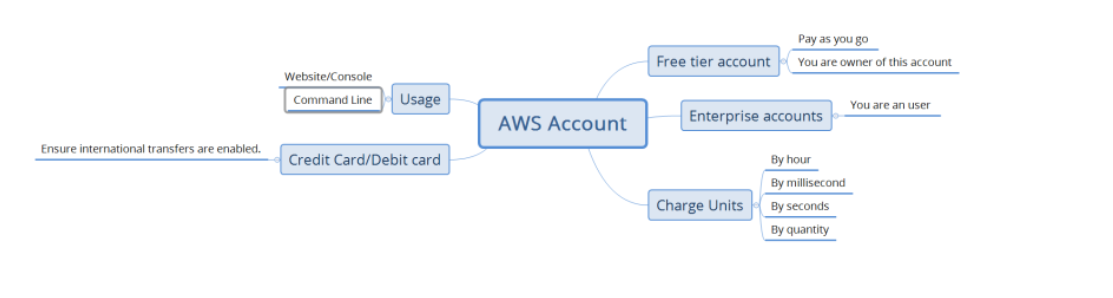 AWS Account
Free tier account
Pay as you go
You are owner of this account
Enterprise accounts
You are an user
Charge Units
By hour
By millisecond
By seconds
By quantity
Usage
Website/Console
Command Line
Credit Card/Debit card
Ensure international transfers are enabled.